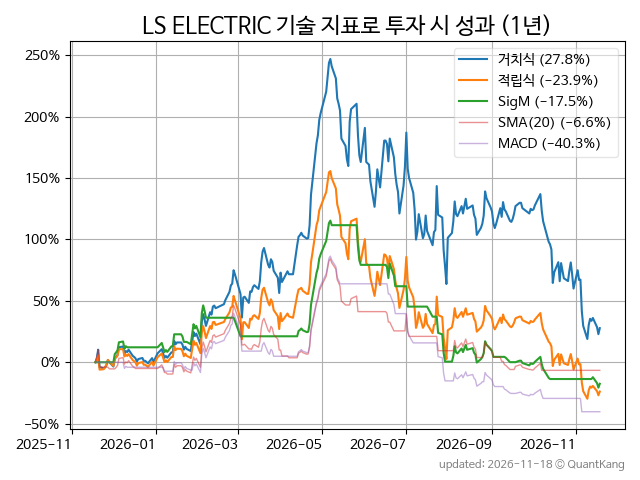 LS ELECTRIC 기술 지표로 투자 시 성과 (1년)
250%
200%
150%
100%
50%
0%
−50%
거치식 (27.8%)
적립식 (−23.9%)
SigM (−17.5%)
SMA(20) (−6.6%)
MACD (−40.3%)
2025-11 2026-01 2026-03 2026-05 2026-07 2026-09 2026-11
updated: 2026-11-18 © QuantKang